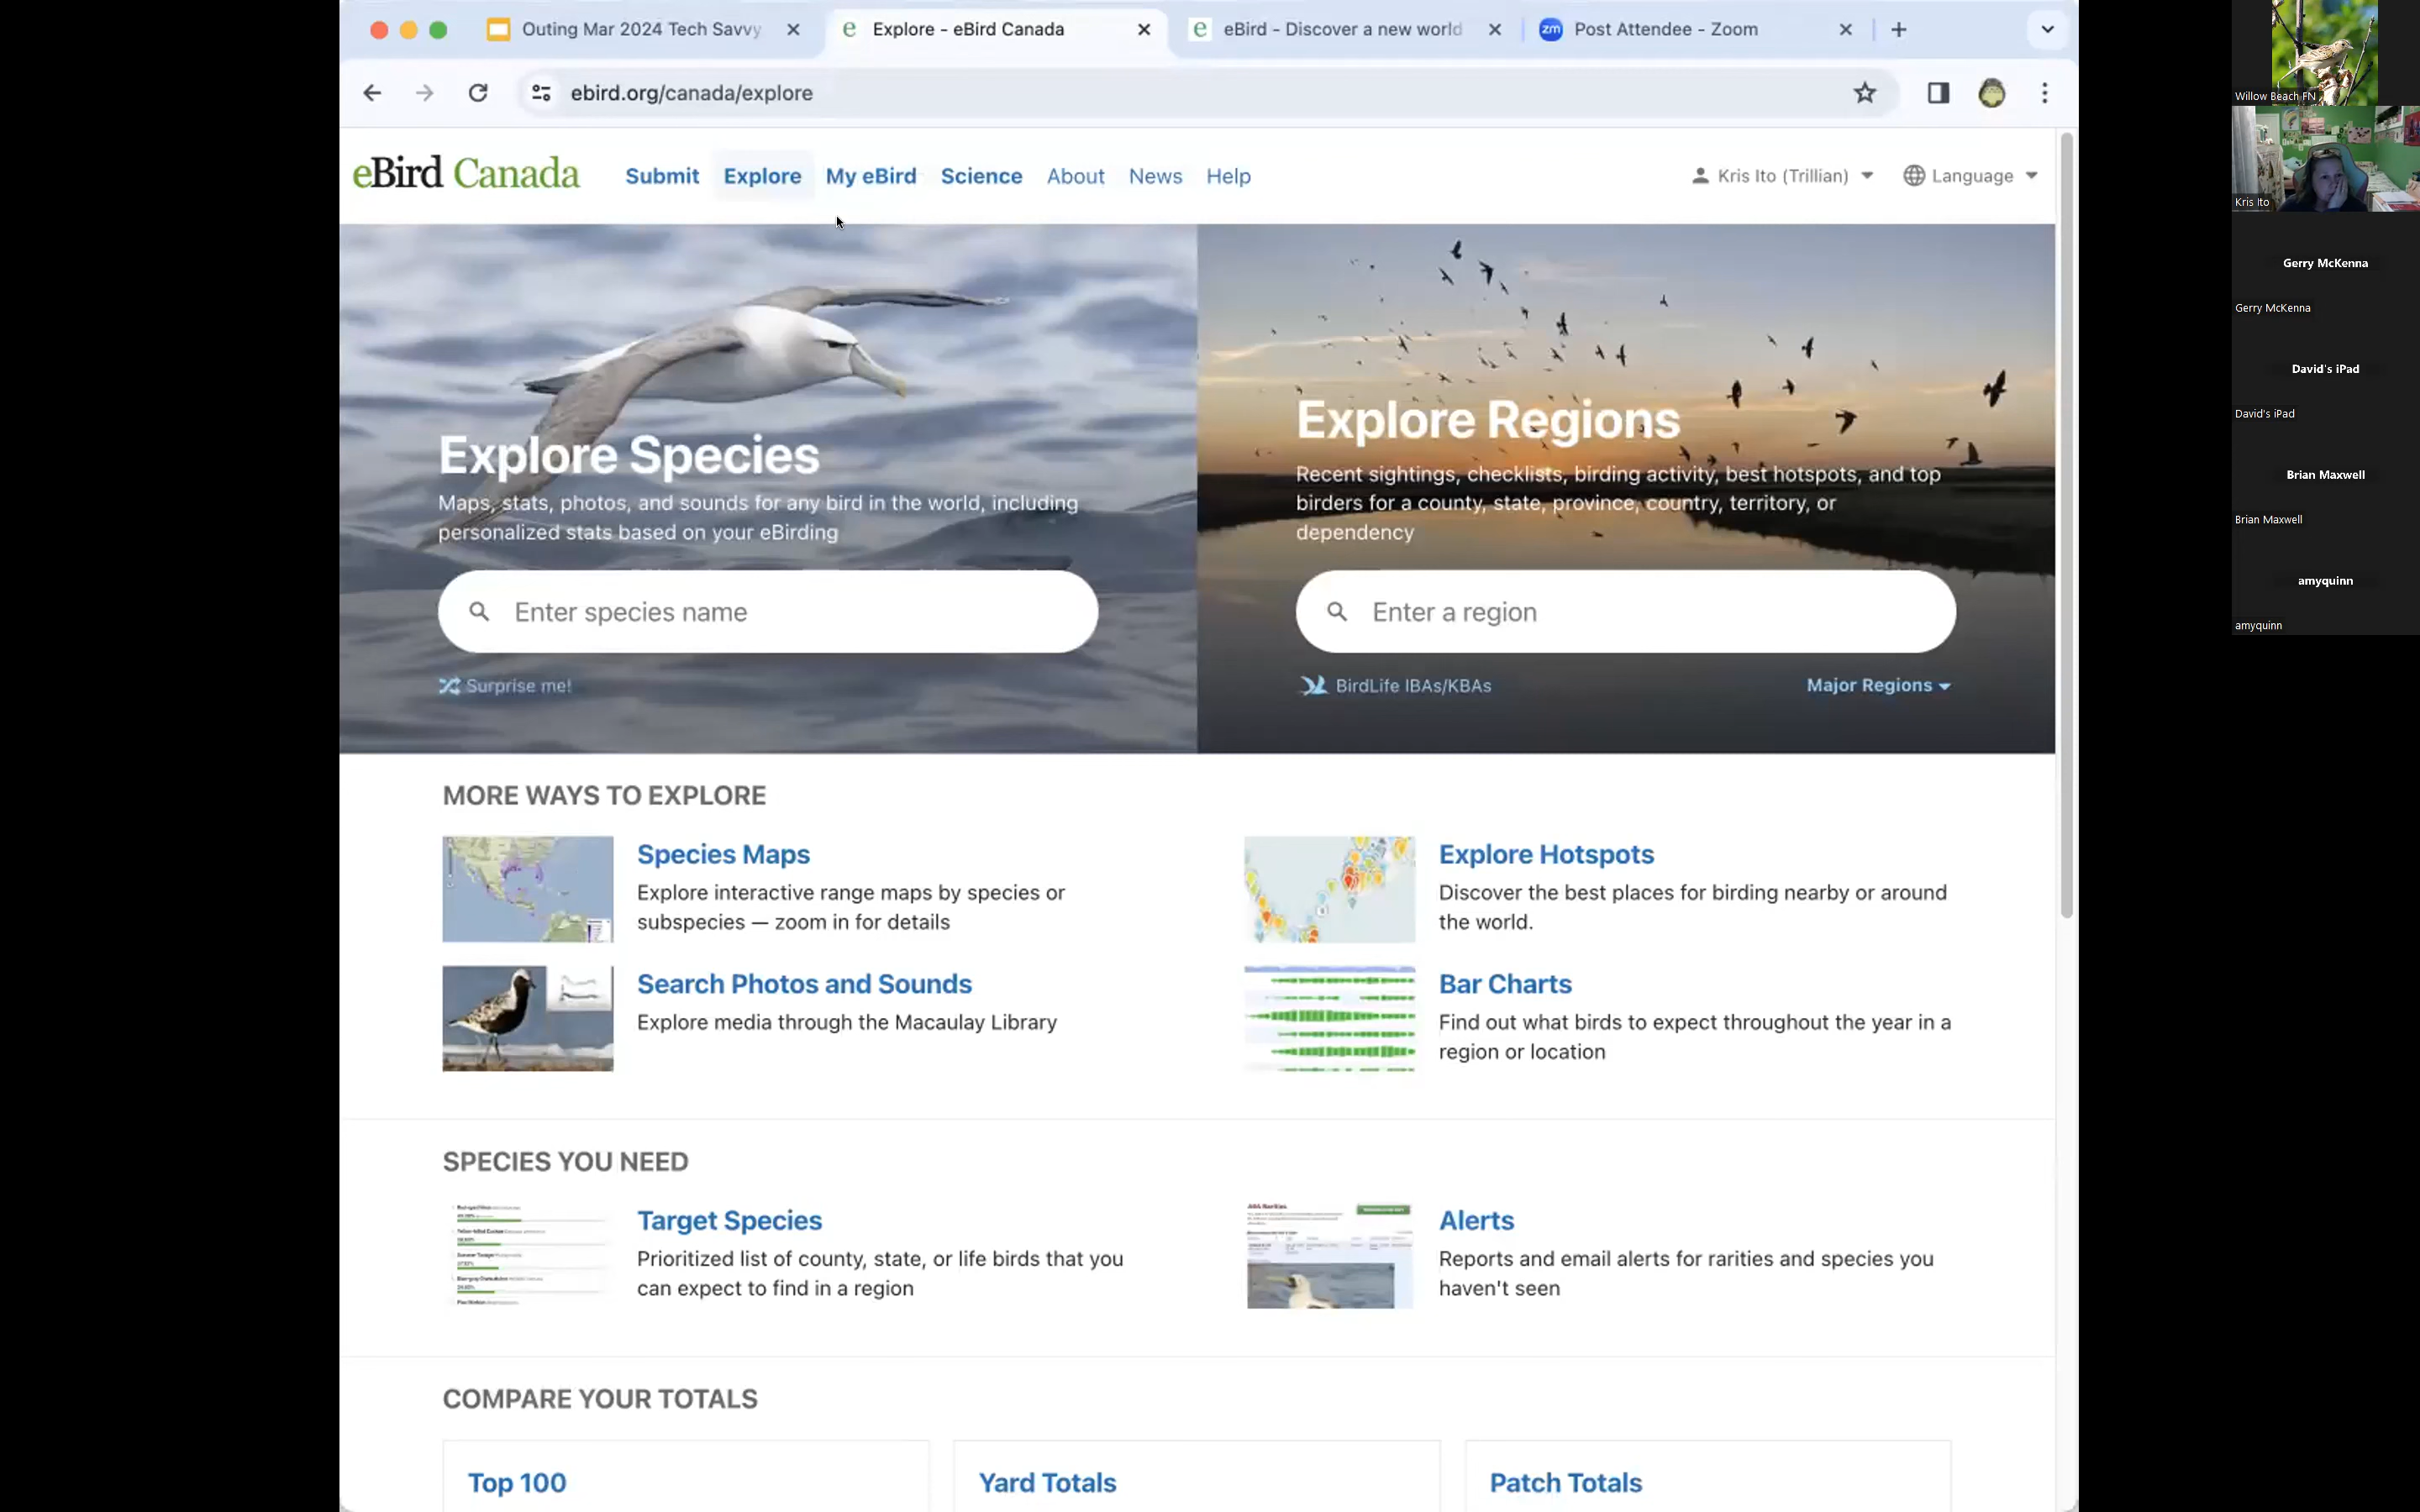 Outing Mar 2024 Tech Savvy
Explore - eBird Canada
eBird - Discover a new world
zm Post Attendee - Zoom
ebird.org/canada/explore
eBird Canada
Submit Explore My eBird Science About News Help
Kris Ito (Trillian)
Language
Explore Species
Maps, stats, photos, and sounds for any bird in the world, including
personalized stats based on your eBirding
Enter species name
Surprise me!
Explore Regions
Recent sightings, checklists, birding activity, best hotspots, and top
birders for a county, state, province, country, territory, or
dependency
Enter a region
BirdLife IBAs/KBAs
Major Regions
MORE WAYS TO EXPLORE
Species Maps
Explore interactive range maps by species or
subspecies — zoom in for details
Explore Hotspots
Discover the best places for birding nearby or around
the world.
Search Photos and Sounds
Explore media through the Macaulay Library
Bar Charts
Find out what birds to expect throughout the year in a
region or location
SPECIES YOU NEED
Target Species
Prioritized list of county, state, or life birds that you
can expect to find in a region
ABA Rarities
Alerts
Reports and email alerts for rarities and species you
haven't seen
COMPARE YOUR TOTALS
Top 100
Yard Totals
Patch Totals
Willow Beach FN
Kris Ito
Gerry McKenna
Gerry McKenna
David's iPad
David's iPad
Brian Maxwell
Brian Maxwell
amyquinn
amyquinn